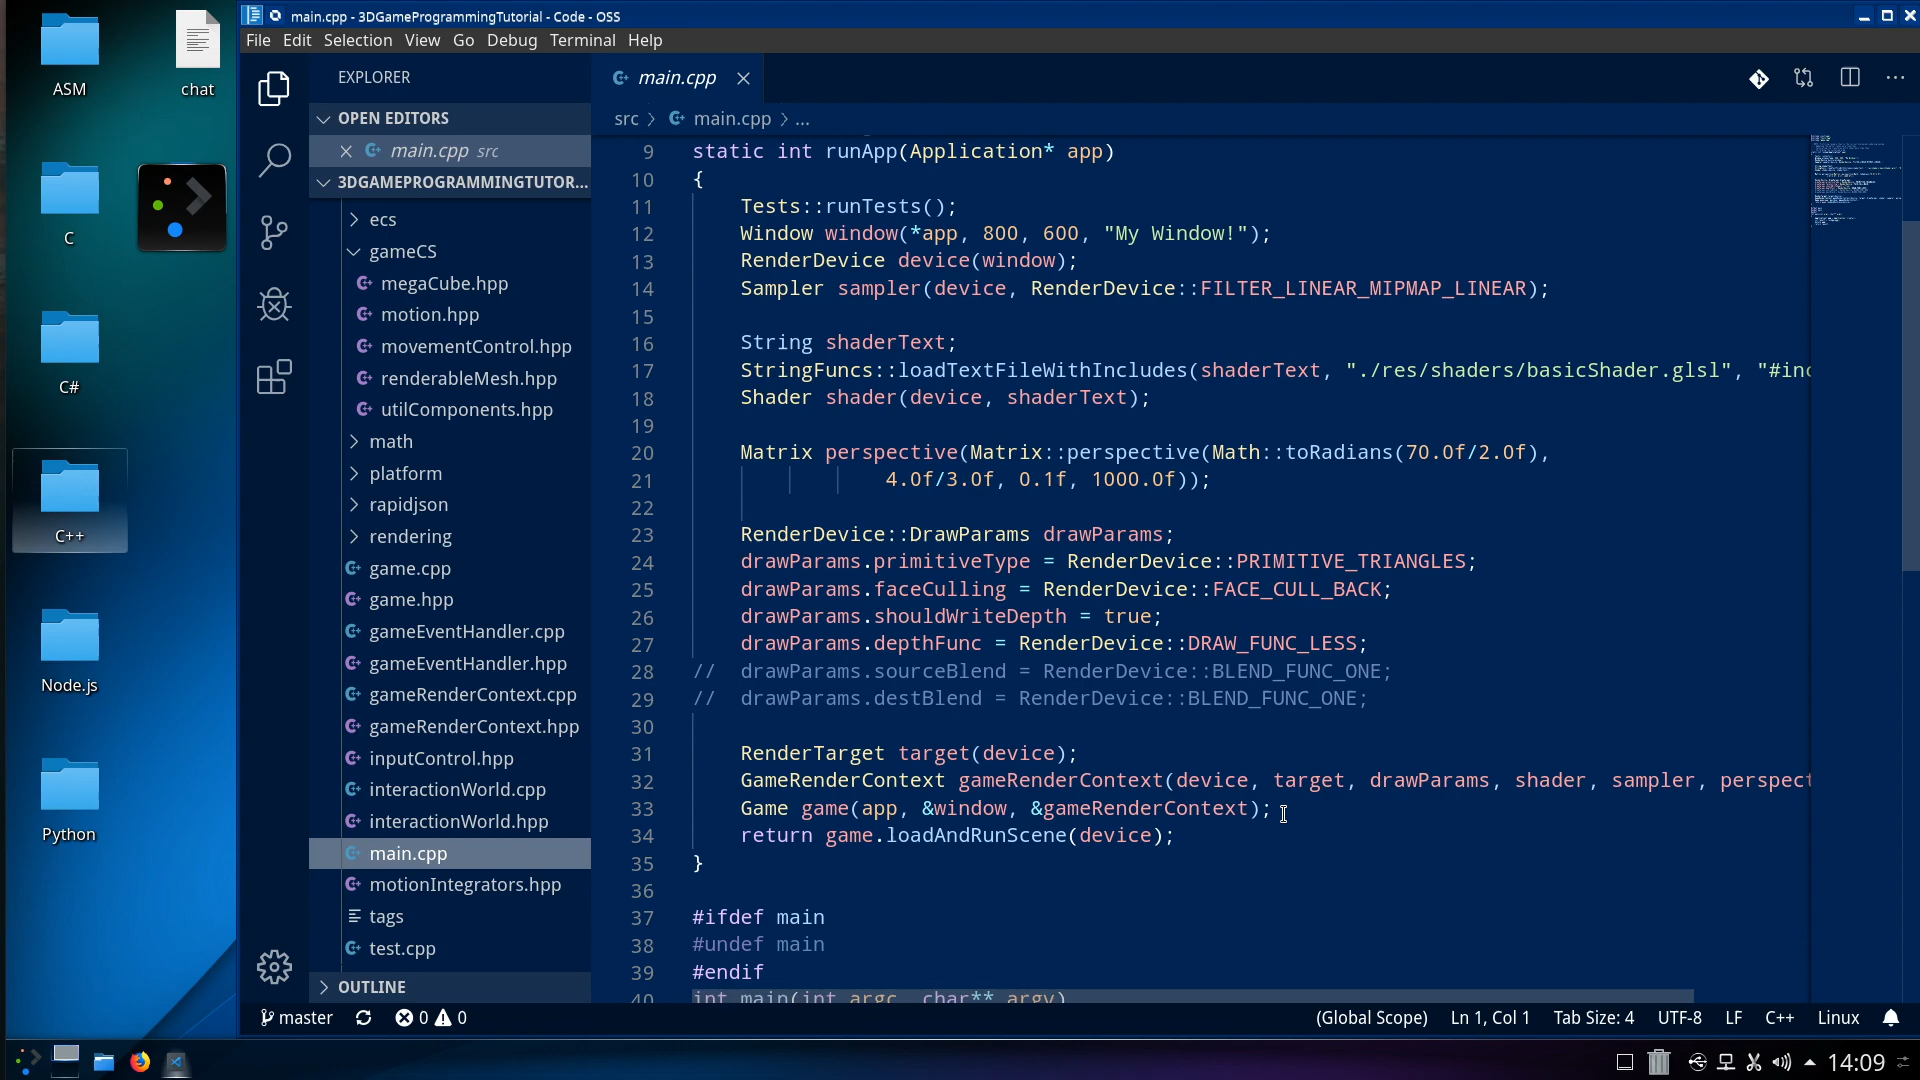 ASM
chat
C
C#
C++
Node.js
Python
main.cpp - 3DGameProgrammingTutorial - Code - OSS
File Edit Selection View Go Debug Terminal Help
EXPLORER
OPEN EDITORS
main.cpp src
3DGAMEPROGRAMMINGTUTOR...
ecs
gameCS
megaCube.hpp
motion.hpp
movementControl.hpp
renderableMesh.hpp
utilComponents.hpp
math
platform
rapidjson
rendering
game.cpp
game.hpp
gameEventHandler.cpp
gameEventHandler.hpp
gameRenderContext.cpp
gameRenderContext.hpp
inputControl.hpp
interactionWorld.cpp
interactionWorld.hpp
main.cpp
motionIntegrators.hpp
tags
test.cpp
OUTLINE
main.cpp
src > main.cpp > ...
9 static int runApp(Application* app)
10 {
11 Tests::runTests();
12 Window window(*app, 800, 600, "My Window!");
13 RenderDevice device(window);
14 Sampler sampler(device, RenderDevice::FILTER_LINEAR_MIPMAP_LINEAR);
15
16 String shaderText;
17 StringFuncs::loadTextFileWithIncludes(shaderText, "./res/shaders/basicShader.glsl", "#inc
18 Shader shader(device, shaderText);
19
20 Matrix perspective(Matrix::perspective(Math::toRadians(70.0f/2.0f),
21 4.0f/3.0f, 0.1f, 1000.0f));
22
23 RenderDevice::DrawParams drawParams;
24 drawParams.primitiveType = RenderDevice::PRIMITIVE_TRIANGLES;
25 drawParams.faceCulling = RenderDevice::FACE_CULL_BACK;
26 drawParams.shouldWriteDepth = true;
27 drawParams.depthFunc = RenderDevice::DRAW_FUNC_LESS;
28 // drawParams.sourceBlend = RenderDevice::BLEND_FUNC_ONE;
29 // drawParams.destBlend = RenderDevice::BLEND_FUNC_ONE;
30
31 RenderTarget target(device);
32 GameRenderContext gameRenderContext(device, target, drawParams, shader, sampler, perspect
33 Game game(app, &window, &gameRenderContext);
34 return game.loadAndRunScene(device);
35 }
36
37 #ifdef main
38 #undef main
39 #endif
40 int main(int argc, char** argv)
master 0 0 (Global Scope) Ln 1, Col 1 Tab Size: 4 UTF-8 LF C++ Linux
14:09